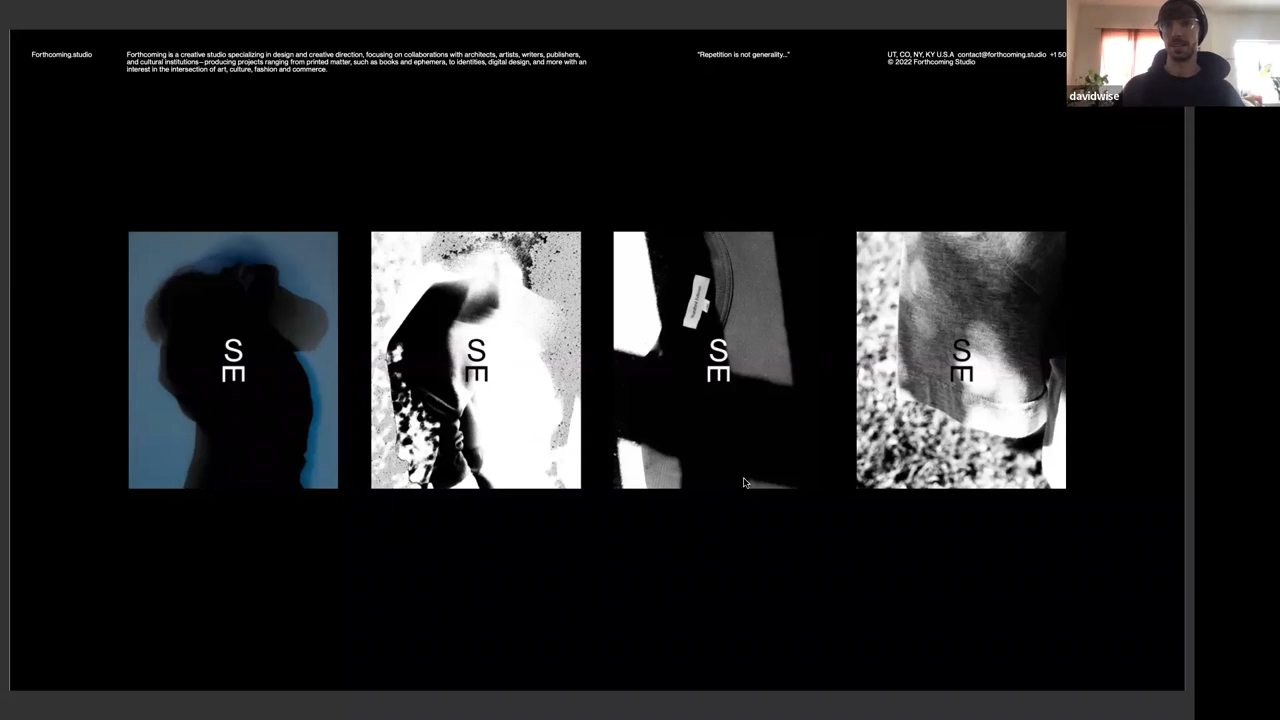 Forthcoming.studio
Forthcoming is a creative studio specializing in design and creative direction, focusing on collaborations with architects, artists, writers, publishers,
and cultural institutions—producing projects ranging from printed matter, such as books and ephemera, to identities, digital design, and more with an
interest in the intersection of art, culture, fashion and commerce.
"Repetition is not generality..."
UT, CO, NY, KY U.S.A contact@forthcoming.studio +1 50
© 2022 Forthcoming Studio
davidwise
S
E
S
E
S
E
S
E